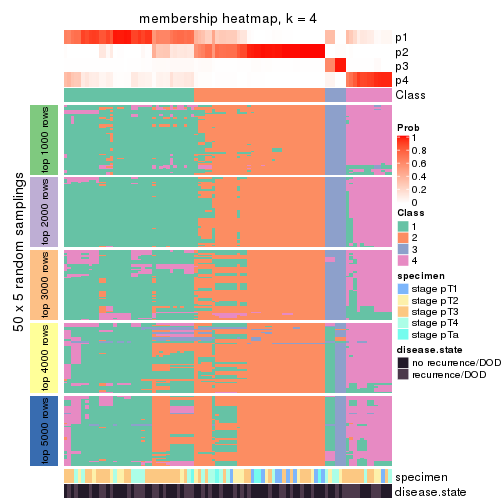 membership heatmap, k = 4
p1
p2
p3
p4
Class
50 x 5 random samplings
top 1000 rows
top 2000 rows
top 3000 rows
top 4000 rows
top 5000 rows
Prob
1
0.8
0.6
0.4
0.2
0
Class
1
2
3
4
specimen
stage pT1
stage pT2
stage pT3
stage pT4
stage pTa
disease.state
no recurrence/DOD
recurrence/DOD
specimen
disease.state